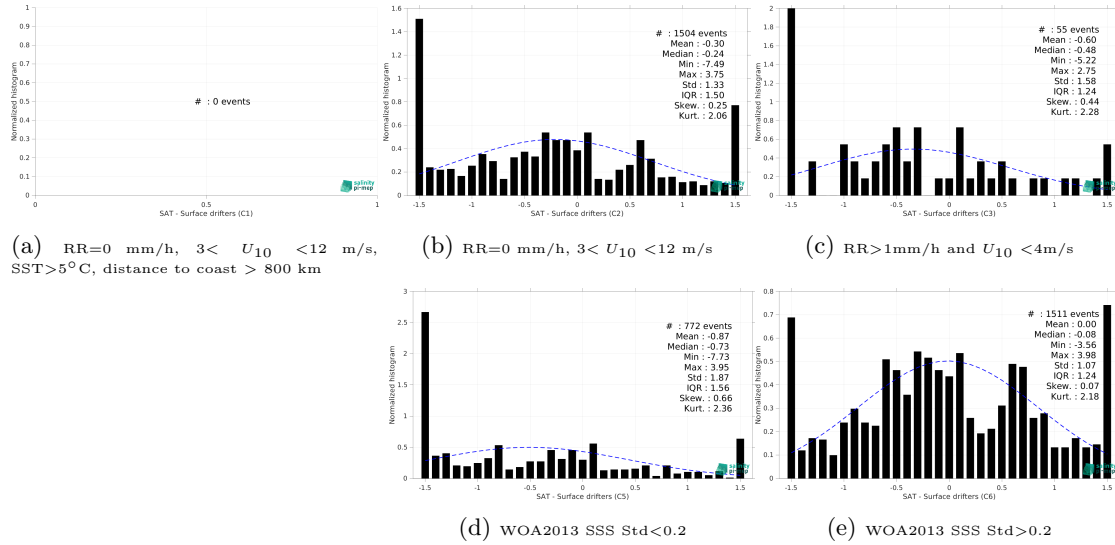 1
0.9
0.8
0.7
0.6
0.5
0.4
0.3
0.2
0.1
0
Normalized histogram
# : 0 events
salinity
pi-mep
0
0.5
1
SAT - Surface drifters (C1)
(a) RR=0 mm/h, 3< U10 <12 m/s,
SST>5°C, distance to coast > 800 km
1.6
1.4
1.2
1
0.8
0.6
0.4
0.2
0
Normalized histogram
# : 1504 events
Mean : -0.30
Median : -0.24
Min : -7.49
Max : 3.75
Std : 1.33
IQR : 1.50
Skew. : 0.25
Kurt. : 2.06
salinity
pi-mep
-1.5
-1
-0.5
0
0.5
1
1.5
SAT - Surface drifters (C2)
(b) RR=0 mm/h, 3< U10 <12 m/s
2
1.8
1.6
1.4
1.2
1
0.8
0.6
0.4
0.2
0
Normalized histogram
# : 55 events
Mean : -0.60
Median : -0.48
Min : -5.22
Max : 2.75
Std : 1.58
IQR : 1.24
Skew. : 0.44
Kurt. : 2.28
salinity
pi-mep
-1.5
-1
-0.5
0
0.5
1
1.5
SAT - Surface drifters (C3)
(c) RR>1mm/h and U10 <4m/s
3
2.5
2
1.5
1
0.5
0
Normalized histogram
# : 772 events
Mean : -0.87
Median : -0.73
Min : -7.73
Max : 3.95
Std : 1.87
IQR : 1.56
Skew. : 0.66
Kurt. : 2.36
salinity
pi-mep
-1.5
-1
-0.5
0
0.5
1
1.5
SAT - Surface drifters (C5)
(d) WOA2013 SSS Std<0.2
0.8
0.7
0.6
0.5
0.4
0.3
0.2
0.1
0
Normalized histogram
# : 1511 events
Mean : 0.00
Median : -0.08
Min : -3.56
Max : 3.98
Std : 1.07
IQR : 1.24
Skew. : 0.07
Kurt. : 2.18
salinity
pi-mep
-1.5
-1
-0.5
0
0.5
1
1.5
SAT - Surface drifters (C6)
(e) WOA2013 SSS Std>0.2